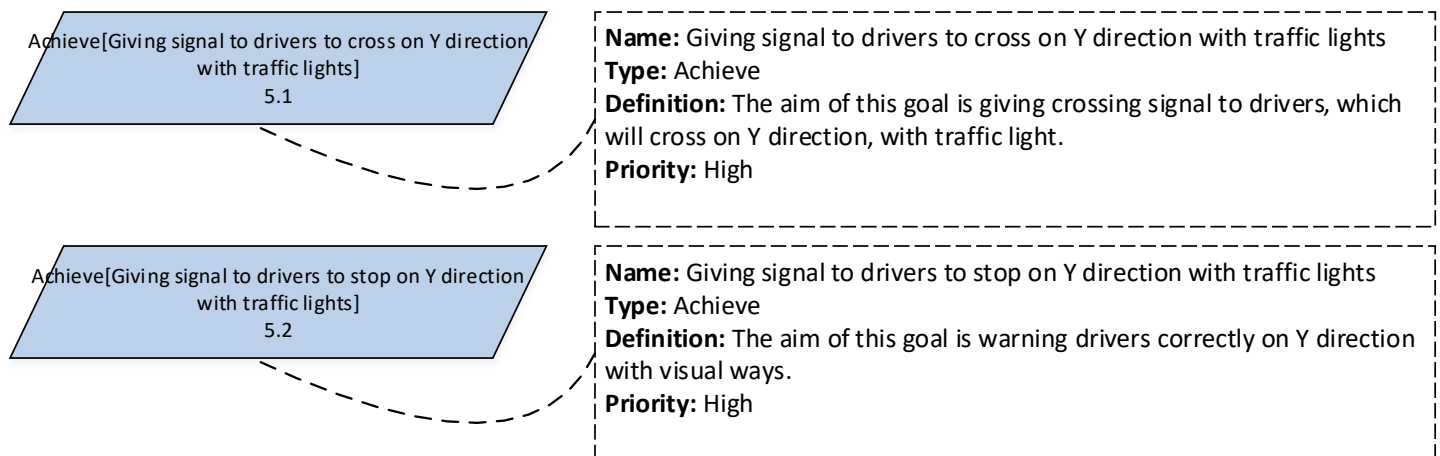 Achieve[Giving signal to drivers to cross on Y direction
with traffic lights]
5.1
Name: Giving signal to drivers to cross on Y direction with traffic lights
Type: Achieve
Definition: The aim of this goal is giving crossing signal to drivers, which
will cross on Y direction, with traffic light.
Priority: High
Achieve[Giving signal to drivers to stop on Y direction
with traffic lights]
5.2
Name: Giving signal to drivers to stop on Y direction with traffic lights
Type: Achieve
Definition: The aim of this goal is warning drivers correctly on Y direction
with visual ways.
Priority: High